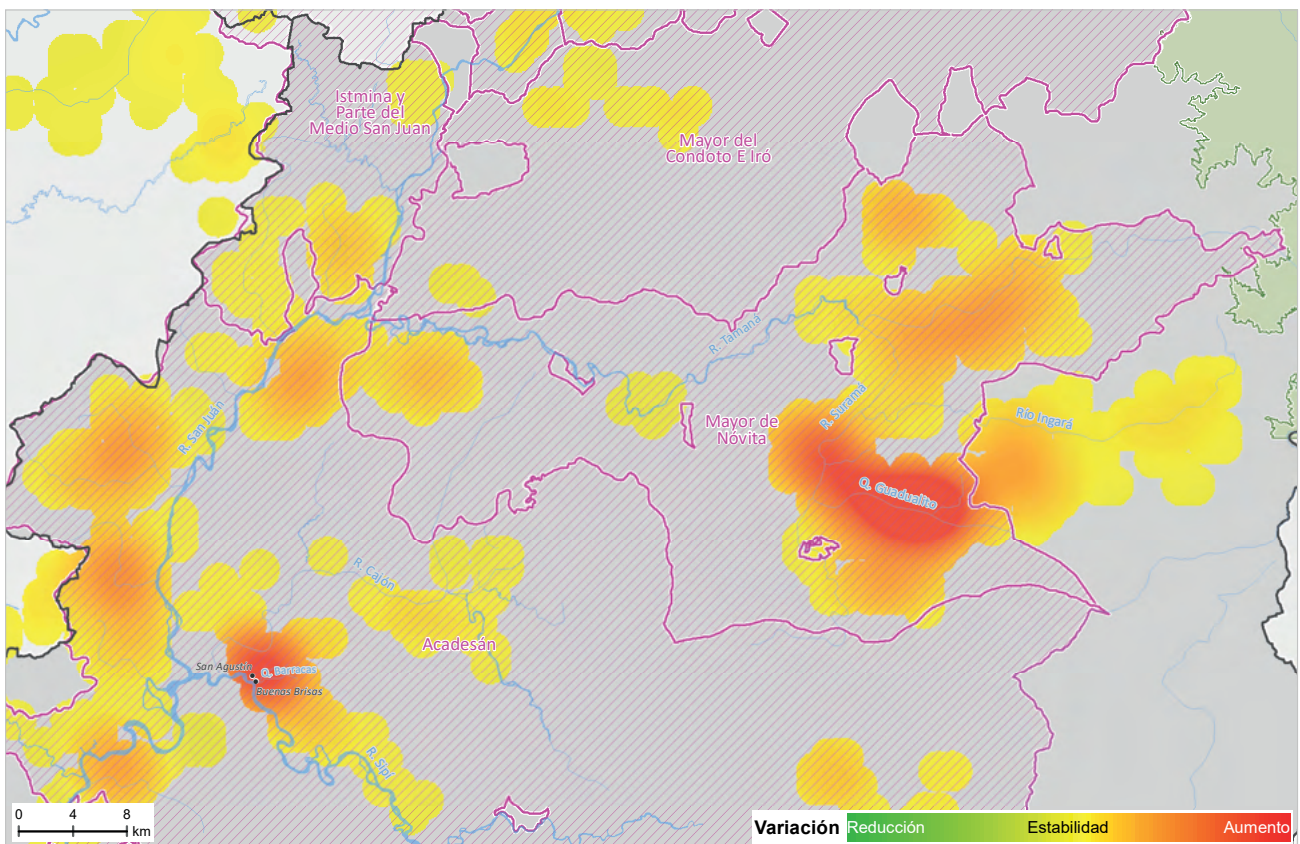 Istmina y
Parte del
Medio San Juan
Mayor del
Condoto E Iró
R. Tamaná
R. Suramá
R. San Juan
Mayor de
Nóvita
Río Ingará
Q. Guadualito
R. Cajón
Acadesán
San Agustín
Q. Barracas
Buenas Brisas
R. Sipí
0 4 8
km
Variación Reducción Estabilidad Aumento